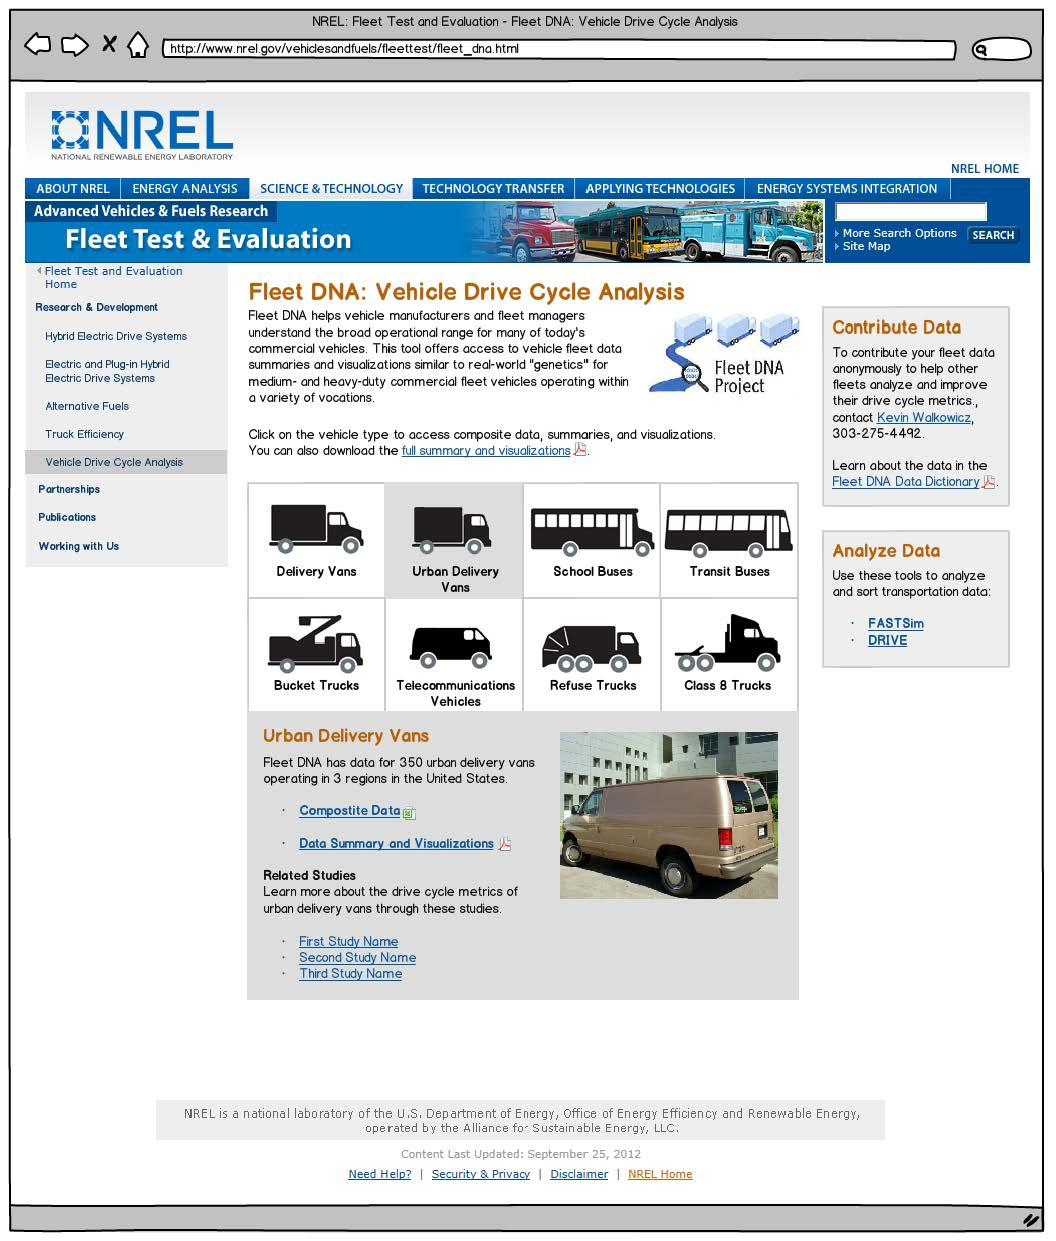 NREL: Fleet Test and Evaluation - Fleet DNA: Vehicle Drive Cycle Analysis
http://www.nrel.gov/vehiclesandfuels/fleettest/fleet_dna.html
NREL
NATIONAL RENEWABLE ENERGY LABORATORY
NREL HOME
ABOUT NREL
ENERGY ANALYSIS
SCIENCE & TECHNOLOGY
TECHNOLOGY TRANSFER
APPLYING TECHNOLOGIES
ENERGY SYSTEMS INTEGRATION
Advanced Vehicles & Fuels Research
Fleet Test & Evaluation
More Search Options
SEARCH
Site Map
Fleet Test and Evaluation
Home
Research & Development
Hybrid Electric Drive Systems
Electric and Plug-in Hybrid
Electric Drive Systems
Alternative Fuels
Truck Efficiency
Vehicle Drive Cycle Analysis
Partnerships
Publications
Working with Us
Fleet DNA: Vehicle Drive Cycle Analysis
Fleet DNA helps vehicle manufacturers and fleet managers
understand the broad operational range for many of today's
commercial vehicles. This tool offers access to vehicle fleet data
summaries and visualizations similar to real-world "genetics" for
medium- and heavy-duty commercial fleet vehicles operating within
a variety of vocations.
Fleet DNA
Project
Click on the vehicle type to access composite data, summaries, and visualizations.
You can also download the full summary and visualizations.
Delivery Vans
Urban Delivery
Vans
School Buses
Transit Buses
Bucket Trucks
Telecommunications
Vehicles
Refuse Trucks
Class 8 Trucks
Urban Delivery Vans
Fleet DNA has data for 350 urban delivery vans
operating in 3 regions in the United States.
· Compostite Data
· Data Summary and Visualizations
Related Studies
Learn more about the drive cycle metrics of
urban delivery vans through these studies.
· First Study Name
· Second Study Name
· Third Study Name
Contribute Data
To contribute your fleet data
anonymously to help other
fleets analyze and improve
their drive cycle metrics.,
contact Kevin Walkowicz,
303-275-4492.
Learn about the data in the
Fleet DNA Data Dictionary.
Analyze Data
Use these tools to analyze
and sort transportation data:
· FASTSim
· DRIVE
NREL is a national laboratory of the U.S. Department of Energy, Office of Energy Efficiency and Renewable Energy,
operated by the Alliance for Sustainable Energy, LLC.
Content Last Updated: September 25, 2012
Need Help? | Security & Privacy | Disclaimer | NREL Home